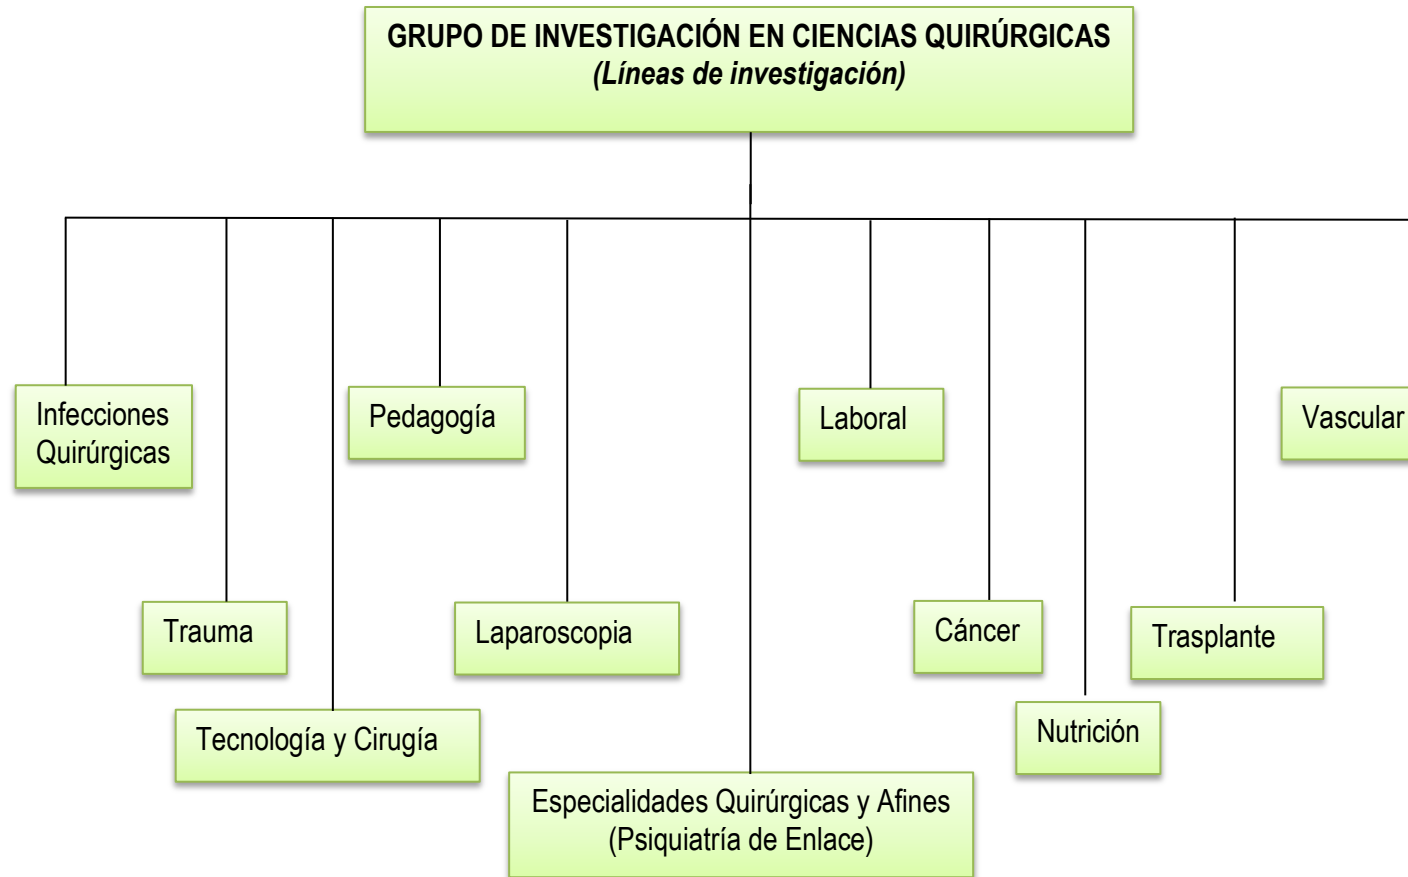 GRUPO DE INVESTIGACIÓN EN CIENCIAS QUIRÚRGICAS
(Líneas de investigación)
Infecciones
Quirúrgicas
Pedagogía
Laboral
Vascular
Trauma
Laparoscopia
Cáncer
Trasplante
Tecnología y Cirugía
Nutrición
Especialidades Quirúrgicas y Afines
(Psiquiatría de Enlace)